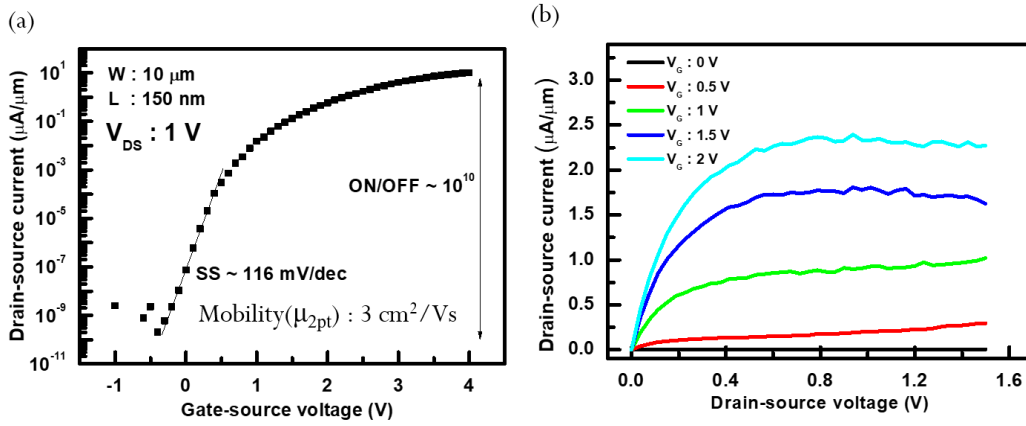 (a)
W : 10 μm
L : 150 nm
V_DS : 1 V
ON/OFF ~ 10^10
SS ~ 116 mV/dec
Mobility(μ_2pt) : 3 cm^2/Vs
Drain-source current (μA/μm)
10^1
10^-1
10^-3
10^-5
10^-7
10^-9
10^-11
-1 0 1 2 3 4
Gate-source voltage (V)
(b)
V_G : 0 V
V_G : 0.5 V
V_G : 1 V
V_G : 1.5 V
V_G : 2 V
Drain-source current (μA/μm)
3.0
2.5
2.0
1.5
1.0
0.5
0.0
0.0 0.4 0.8 1.2 1.6
Drain-source voltage (V)